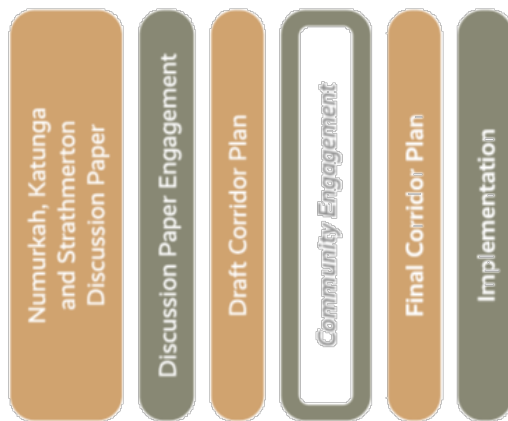 Numurkah, Katunga
and Strathmerton
Discussion Paper
Discussion Paper Engagement
Draft Corridor Plan
Community Engagement
Final Corridor Plan
Implementation